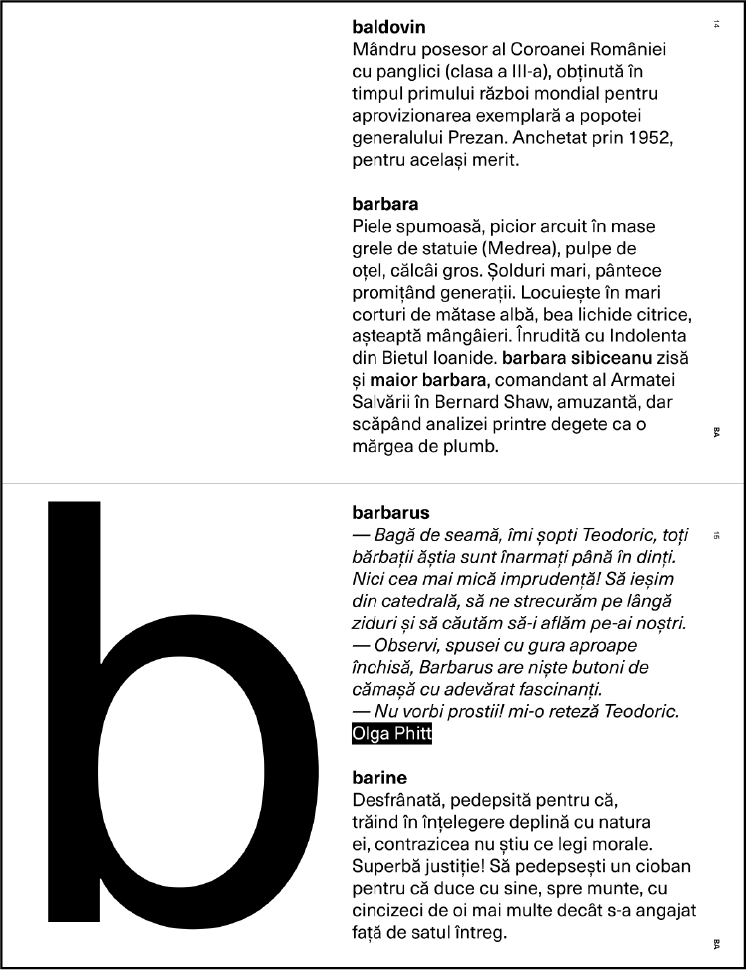 baldovin
14
Mândru posesor al Coroanei României
cu panglici (clasa a III-a), obținută în
timpul primului război mondial pentru
aprovizionarea exemplară a popotei
generalului Prezan. Anchetat prin 1952,
pentru același merit.
barbara
Piele spumoasă, picior arcuit în mase
grele de statuie (Medrea), pulpe de
oțel, călcâi gros. Șolduri mari, pântece
promițând generații. Locuiește în mari
corturi de mătase albă, bea lichide citrice,
așteaptă mângâieri. Înrudită cu Indolenta
din Bietul Ioanide. barbara sibiceanu zisă
și maior barbara, comandant al Armatei
Salvării în Bernard Shaw, amuzantă, dar
scăpând analizei printre degete ca o
mărgea de plumb.
BA
b
barbarus
15
— Bagă de seamă, îmi șopti Teodoric, toți
bărbații ăștia sunt înarmați până în dinți.
Nici cea mai mică imprudență! Să ieșim
din catedrală, să ne strecurăm pe lângă
ziduri și să căutăm să-i aflăm pe-ai noștri.
— Observi, spusei cu gura aproape
închisă, Barbarus are niște butoni de
cămașă cu adevărat fascinanți.
— Nu vorbi prostii! mi-o reteză Teodoric.
Olga Phitt
barine
Desfrânată, pedepsită pentru că,
trăind în înțelegere deplină cu natura
ei, contrazicea nu știu ce legi morale.
Superbă justiție! Să pedepsești un cioban
pentru că duce cu sine, spre munte, cu
cincizeci de oi mai multe decât s-a angajat
față de satul întreg.
BA